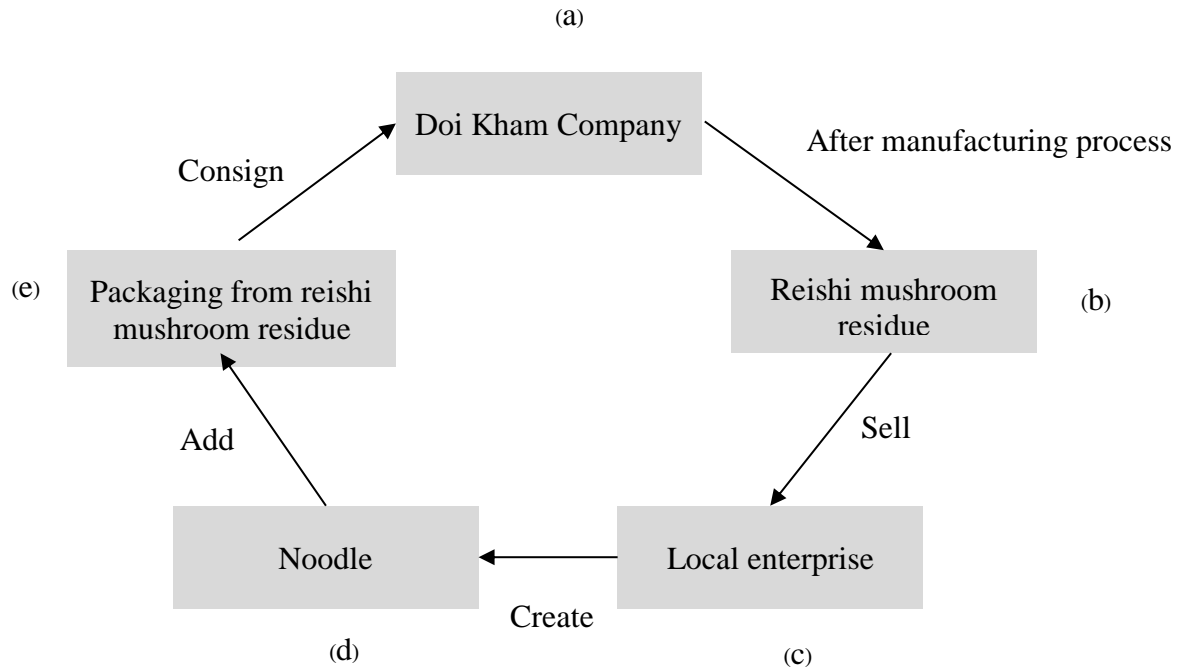 (a)
Doi Kham Company
After manufacturing process
Consign
(e)
Packaging from reishi
mushroom residue
Reishi mushroom
residue
(b)
Add
Sell
Noodle
Local enterprise
Create
(d)
(c)